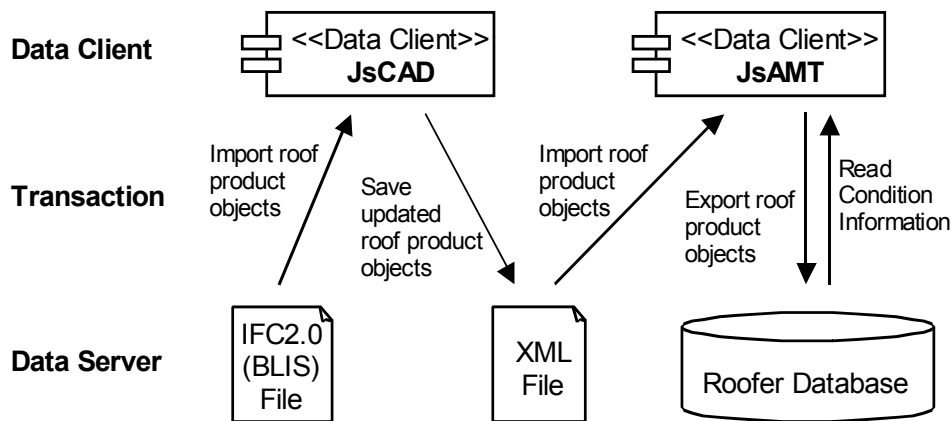 Data Client
<<Data Client>>
JsCAD
<<Data Client>>
JsAMT
Transaction
Import roof
product
objects
Save
updated
roof product
objects
Import roof
product
objects
Export roof
product
objects
Read
Condition
Information
Data Server
IFC2.0
(BLIS)
File
XML
File
Roofer Database